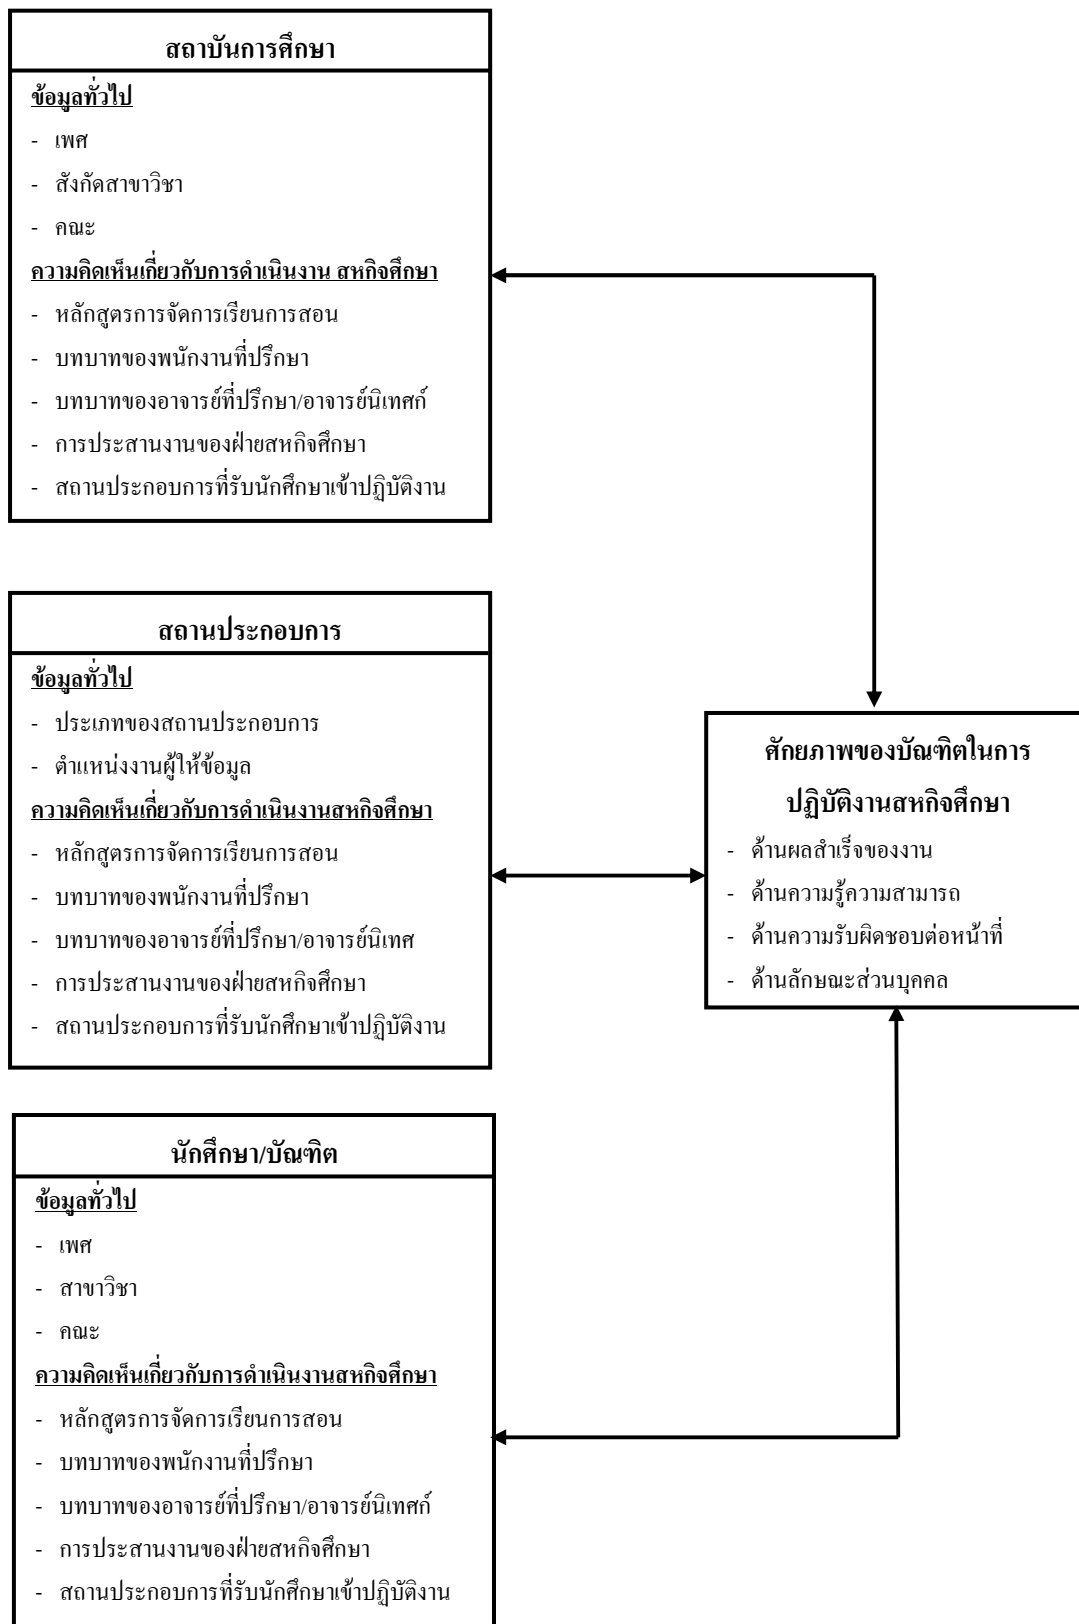 สถาบันการศึกษา
ข้อมูลทั่วไป
- เพศ
- สังกัดสาขาวิชา
- คณะ
ความคิดเห็นเกี่ยวกับการดำเนินงาน สหกิจศึกษา
- หลักสูตรการจัดการเรียนการสอน
- บทบาทของพนักงานที่ปรึกษา
- บทบาทของอาจารย์ที่ปรึกษา/อาจารย์นิเทศก์
- การประสานงานของฝ่ายสหกิจศึกษา
- สถานประกอบการที่รับนักศึกษาเข้าปฏิบัติงาน
สถานประกอบการ
ข้อมูลทั่วไป
- ประเภทของสถานประกอบการ
- ตำแหน่งงานผู้ให้ข้อมูล
ความคิดเห็นเกี่ยวกับการดำเนินงานสหกิจศึกษา
- หลักสูตรการจัดการเรียนการสอน
- บทบาทของพนักงานที่ปรึกษา
- บทบาทของอาจารย์ที่ปรึกษา/อาจารย์นิเทศ
- การประสานงานของฝ่ายสหกิจศึกษา
- สถานประกอบการที่รับนักศึกษาเข้าปฏิบัติงาน
ศักยภาพของบัณฑิตในการ
ปฏิบัติงานสหกิจศึกษา
- ด้านผลสำเร็จของงาน
- ด้านความรู้ความสามารถ
- ด้านความรับผิดชอบต่อหน้าที่
- ด้านลักษณะส่วนบุคคล
นักศึกษา/บัณฑิต
ข้อมูลทั่วไป
- เพศ
- สาขาวิชา
- คณะ
ความคิดเห็นเกี่ยวกับการดำเนินงานสหกิจศึกษา
- หลักสูตรการจัดการเรียนการสอน
- บทบาทของพนักงานที่ปรึกษา
- บทบาทของอาจารย์ที่ปรึกษา/อาจารย์นิเทศก์
- การประสานงานของฝ่ายสหกิจศึกษา
- สถานประกอบการที่รับนักศึกษาเข้าปฏิบัติงาน